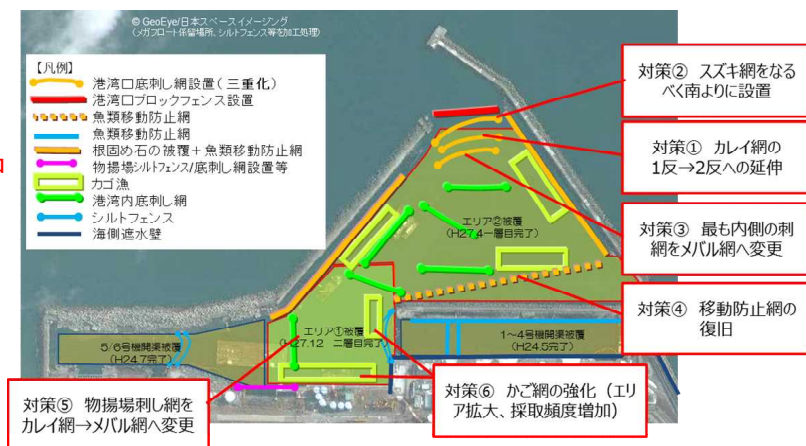 © GeoEye/日本スペースイメージング
(メガフロート係留場所、シルトフェンス等を加工処理)
【凡例】
港湾口底刺し網設置(三重化)
港湾口ブロックフェンス設置
魚類移動防止網
魚類移動防止網
根固め石の被覆+魚類移動防止網
物揚場シルトフェンス/底刺し網設置等
カゴ漁
港湾内底刺し網
シルトフェンス
海側遮水壁
対策② スズキ網をなる
べく南よりに設置
対策① カレイ網の
1反→2反への延伸
対策③ 最も内側の刺
網をメバル網へ変更
対策④ 移動防止網の
復旧
エリア②被覆
(H27.4一層目完了)
エリア①被覆
(H27.12 二層目完了)
5/6号機開渠被覆
(H24.7完了)
1~4号機開渠被覆
(H24.5完了)
対策⑤ 物揚場刺し網を
カレイ網→メバル網へ変更
対策⑥ かご網の強化(エリ
ア拡大、採取頻度増加)